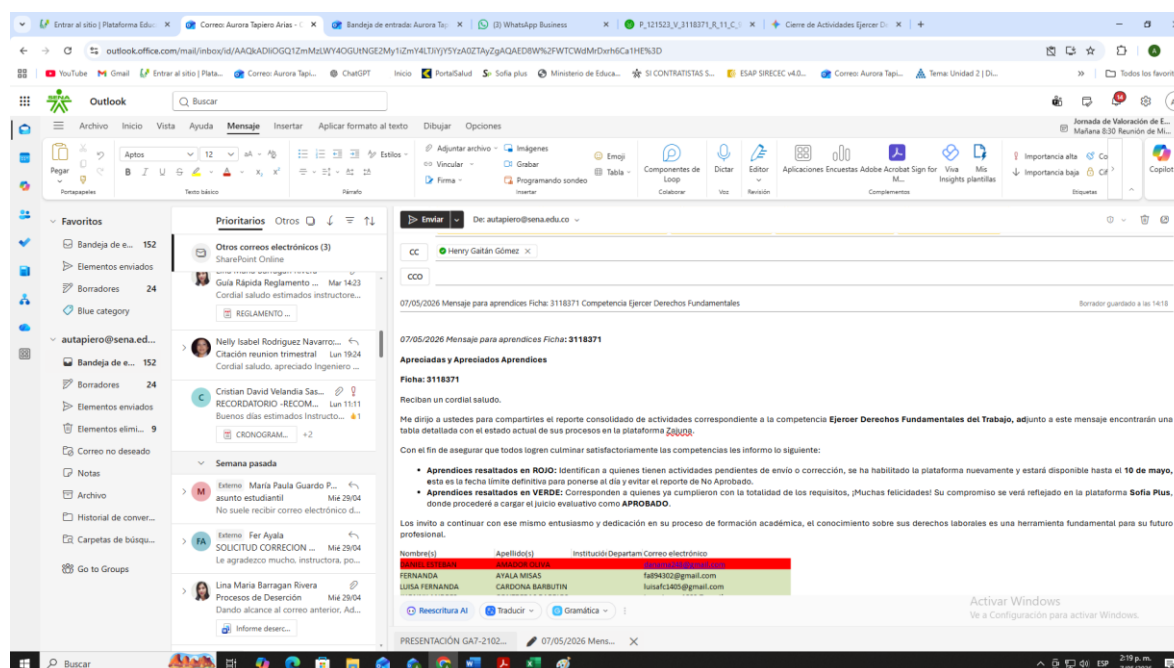 Entrar al sitio | Plataforma Educ
Correo: Aurora Tapiero Arias - C
Bandeja de entrada: Aurora Tap
(3) WhatsApp Business
P_121523_V_3118371_R_11_C_
Cierre de Actividades Ejercer D
YouTube
Gmail
Entrar al sitio | Plata...
Correo: Aurora Tapi...
ChatGPT
Inicio
PortalSalud
Sofia plus
Ministerio de Educa...
SI CONTRATISTAS S...
ESAP SIRECEC v4.0...
Correo: Aurora Tapi...
Tema: Unidad 2 | Di...
Todos los favorit
SENA
Outlook
Buscar
Jornada de Valoración de E...
Mañana 8:30 Reunión de Mi...
Archivo Inicio Vista Ayuda Mensaje Insertar Aplicar formato al texto Dibujar Opciones
Pegar
Portapapeles
Aptos 12
Texto básico
Párrafo
Estilos
Adjuntar archivo
Vincular
Firma
Imágenes
Grabar
Programando sondeo
Insertar
Emoji
Tabla
Componentes de Loop
Colaborar
Dictar
Voz
Editor
Revisión
Aplicaciones
Encuestas
Adobe Acrobat Sign for M...
Viva Insights
Mis plantillas
Complementos
Importancia alta
Importancia baja
Etiquetas
Copilot
Favoritos
Bandeja de e... 152
Elementos enviados
Borradores 24
Blue category
autapiero@sena.ed...
Bandeja de e... 152
Borradores 24
Elementos enviados
Elementos elimi... 9
Correo no deseado
Notas
Archivo
Historial de conver...
Carpetas de búsqu...
Go to Groups
Prioritarios Otros
Otros correos electrónicos (3)
SharePoint Online
Lina Maria Barragan Rivera
Guía Rápida Reglamento ... Mar 14:23
Cordial saludo estimados instructore...
REGLAMENTO ...
Nelly Isabel Rodriguez Navarro;...
Citación reunion trimestral Lun 19:24
Cordial saludo, apreciado Ingeniero ...
Cristian David Velandia Sas...
RECORDATORIO -RECOM... Lun 11:11
Buenos días estimados Instructo... 1
CRONOGRAM... +2
Semana pasada
Externo María Paula Guardo P...
asunto estudiantil Mié 29/04
No suele recibir correo electrónico d...
Externo Fer Ayala
SOLICITUD CORRECION ... Mié 29/04
Le agradezco mucho, instructora, po...
Lina Maria Barragan Rivera
Procesos de Deserción Mié 29/04
Dando alcance al correo anterior, Ad...
Informe deserc...
Enviar De: autapiero@sena.edu.co
CC Henry Gaitán Gómez
CCO
07/05/2026 Mensaje para aprendices Ficha: 3118371 Competencia Ejercer Derechos Fundamentales
Borrador guardado a las 14:18
07/05/2026 Mensaje para aprendices Ficha: 3118371
Apreciadas y Apreciados Aprendices
Ficha: 3118371
Reciban un cordial saludo.
Me dirijo a ustedes para compartirles el reporte consolidado de actividades correspondiente a la competencia Ejercer Derechos Fundamentales del Trabajo, adjunto a este mensaje encontrarán una
tabla detallada con el estado actual de sus procesos en la plataforma Zajuna.
Con el fin de asegurar que todos logren culminar satisfactoriamente las competencias les informo lo siguiente:
• Aprendices resaltados en ROJO: Identifican a quienes tienen actividades pendientes de envío o corrección, se ha habilitado la plataforma nuevamente y estará disponible hasta el 10 de mayo,
esta es la fecha límite definitiva para ponerse al día y evitar el reporte de No Aprobado.
• Aprendices resaltados en VERDE: Corresponden a quienes ya cumplieron con la totalidad de los requisitos, ¡Muchas felicidades! Su compromiso se verá reflejado en la plataforma Sofía Plus,
donde procederé a cargar el juicio evaluativo como APROBADO.
Los invito a continuar con ese mismo entusiasmo y dedicación en su proceso de formación académica, el conocimiento sobre sus derechos laborales es una herramienta fundamental para su futuro
profesional.
Nombre(s) Apellido(s) Institución Departam Correo electrónico
DANIEL ESTEBAN AMADOR OLIVA
FERNANDA AYALA MISAS fa894302@gmail.com
LUISA FERNANDA CARDONA BARBUTIN luisafc1405@gmail.com
Reescritura AI
Traducir
Gramática
Activar Windows
Ve a Configuración para activar Windows.
PRESENTACIÓN GA7-2102...
07/05/2026 Mens...
Buscar
ESP
2:19 p. m.